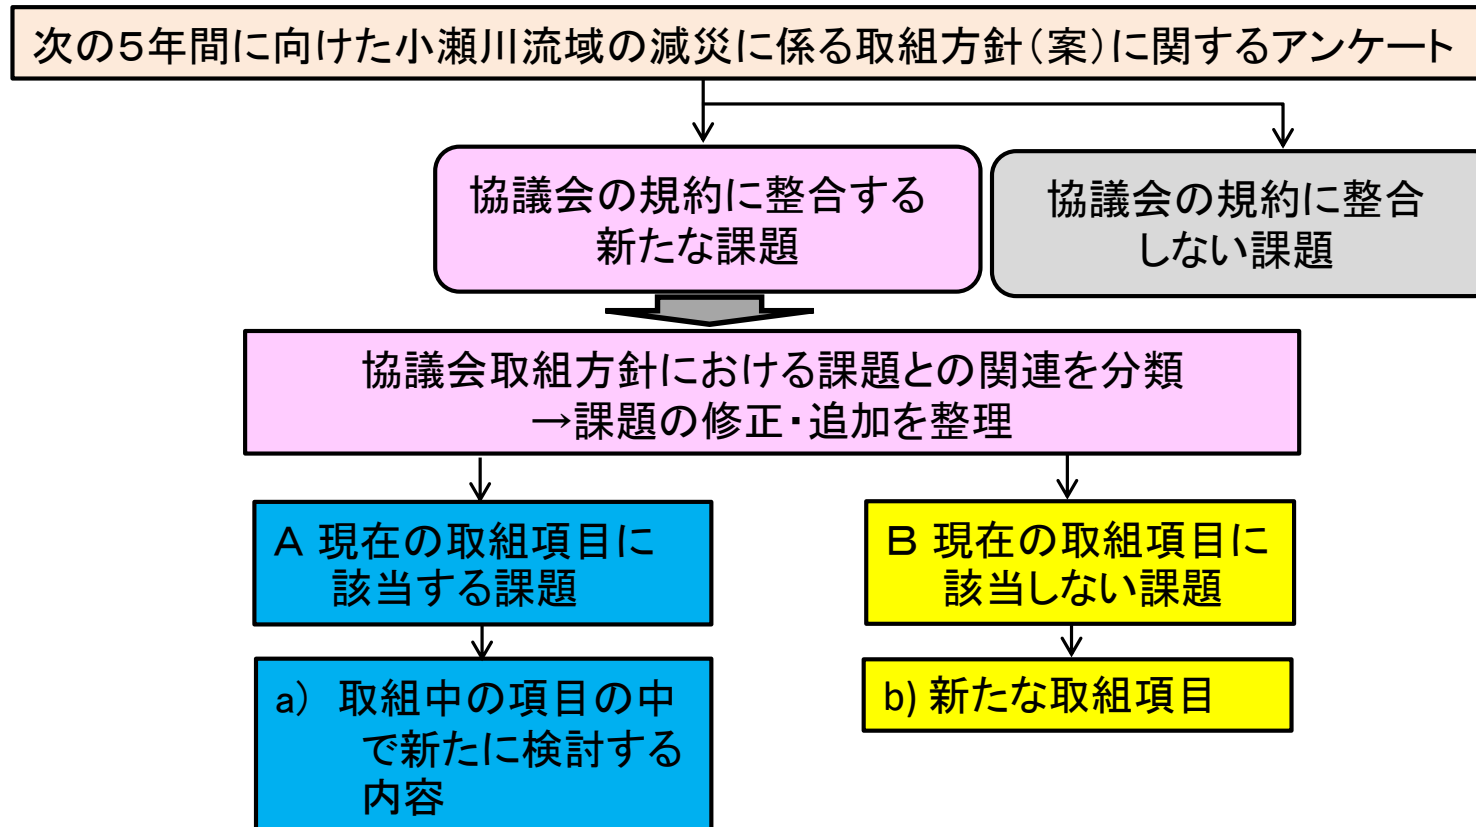 次の5年間に向けた小瀬川流域の減災に係る取組方針(案)に関するアンケート
協議会の規約に整合する
新たな課題
協議会の規約に整合
しない課題
協議会取組方針における課題との関連を分類
→課題の修正・追加を整理
A 現在の取組項目に
該当する課題
B 現在の取組項目に
該当しない課題
a) 取組中の項目の中
で新たに検討する
内容
b) 新たな取組項目